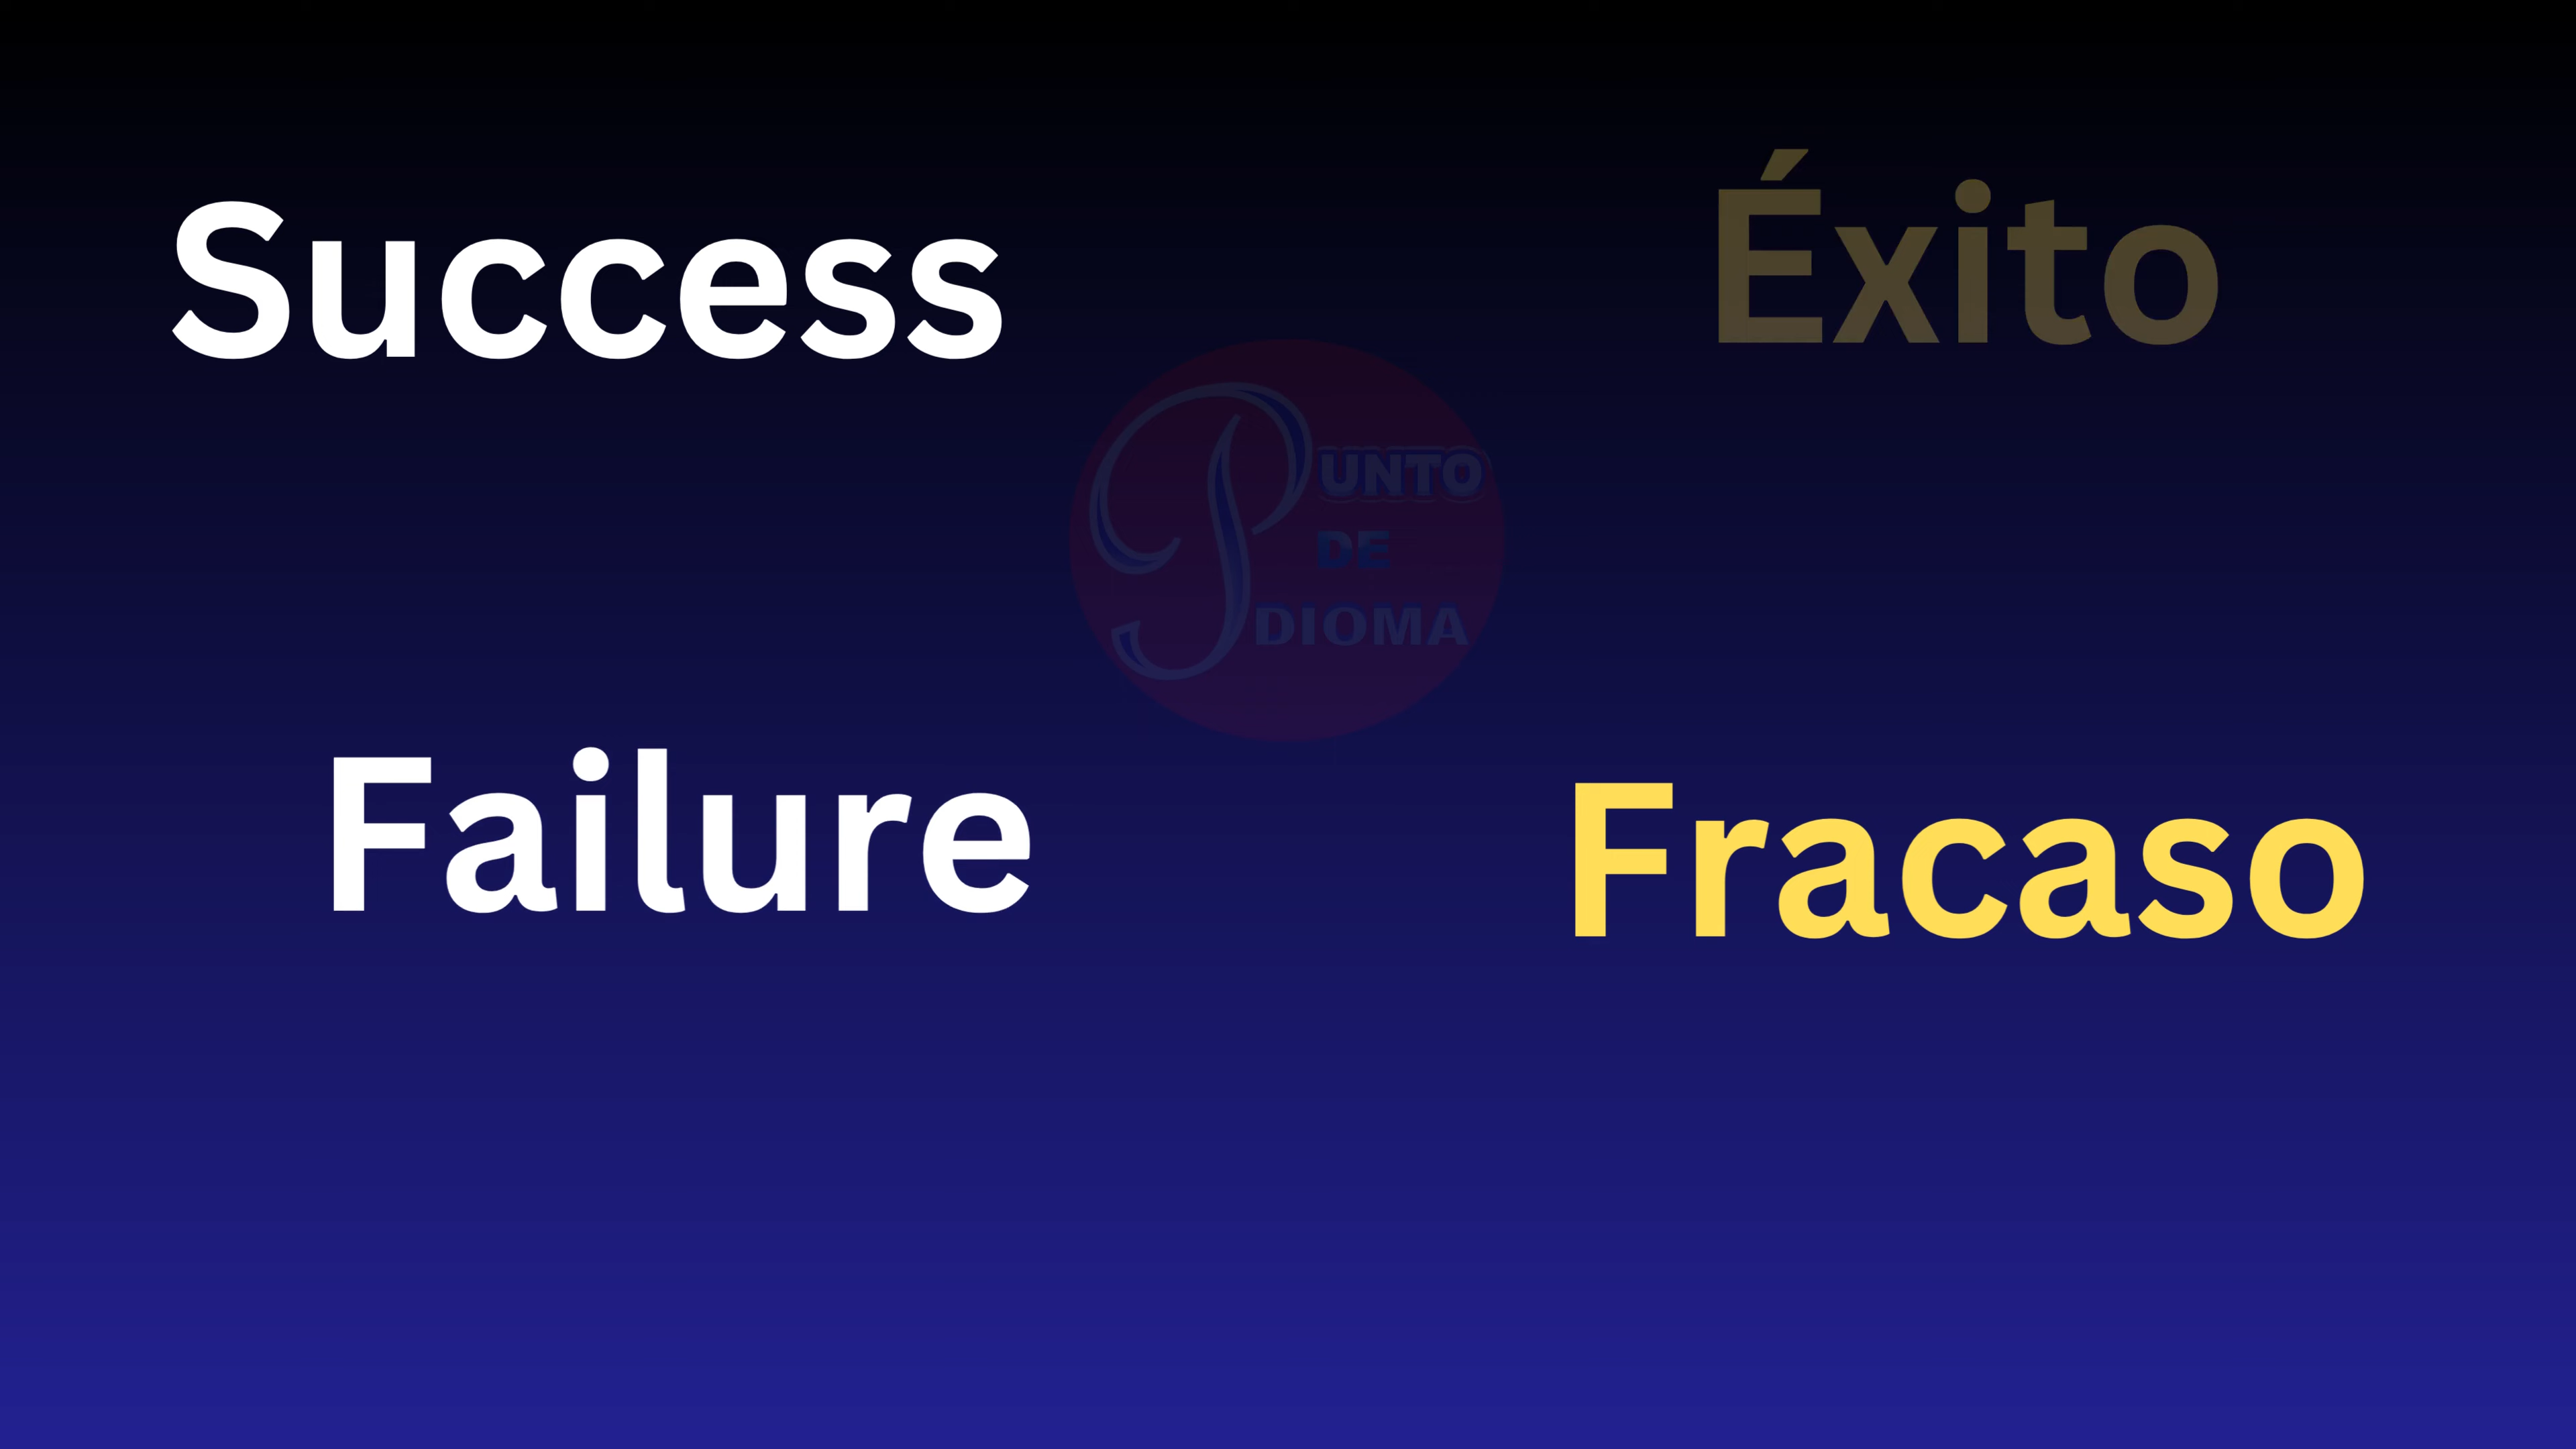 Success
Éxito
PUNTO
DE
IDIOMA
Failure
Fracaso